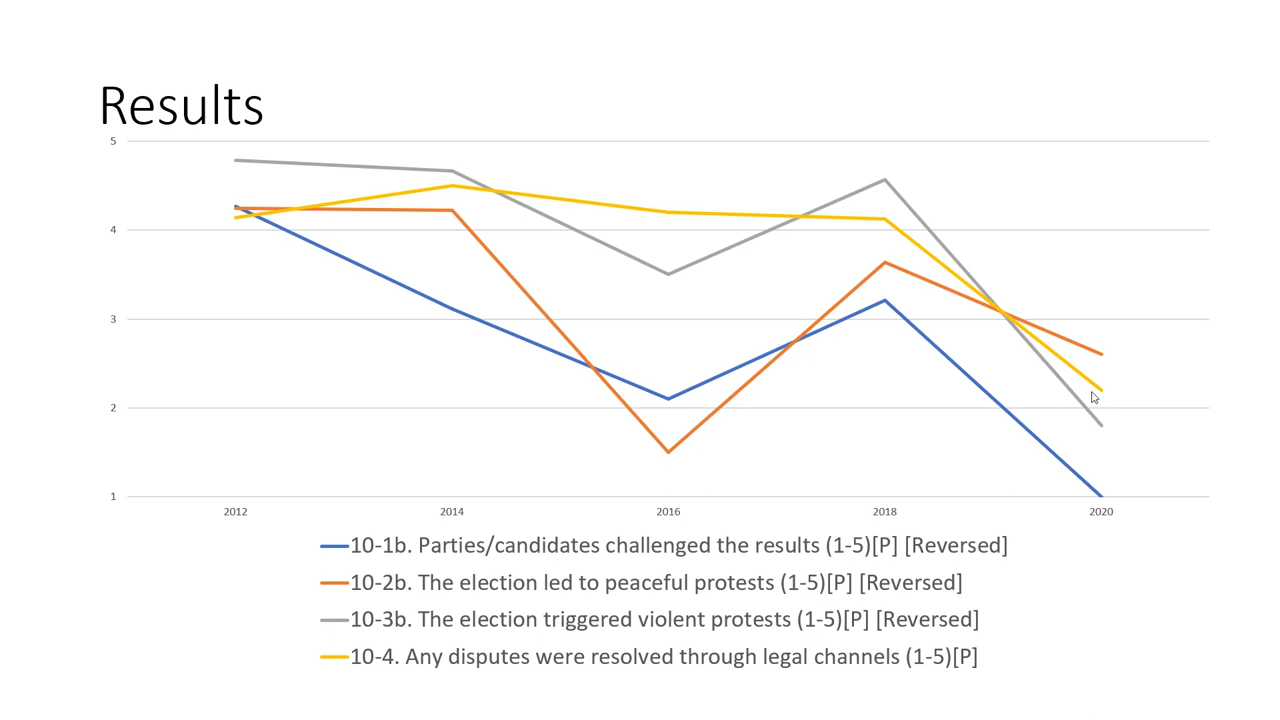 Results
5
4
3
2
1
2012 2014 2016 2018 2020
10-1b. Parties/candidates challenged the results (1-5)[P] [Reversed]
10-2b. The election led to peaceful protests (1-5)[P] [Reversed]
10-3b. The election triggered violent protests (1-5)[P] [Reversed]
10-4. Any disputes were resolved through legal channels (1-5)[P]